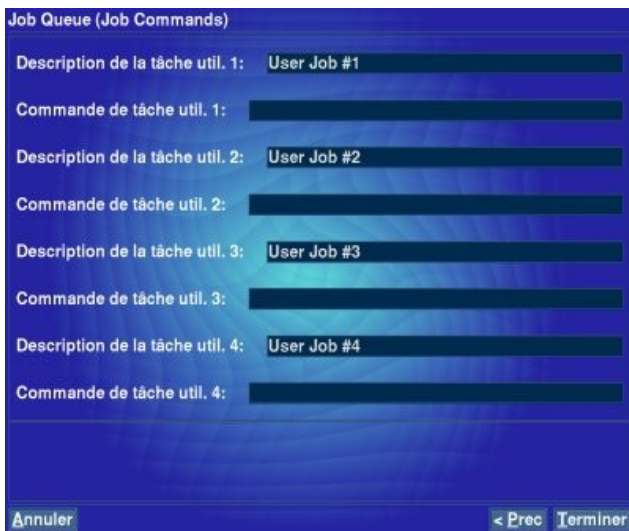 Job Queue (Job Commands)
Description de la tâche util. 1: User Job #1
Commande de tâche util. 1:
Description de la tâche util. 2: User Job #2
Commande de tâche util. 2:
Description de la tâche util. 3: User Job #3
Commande de tâche util. 3:
Description de la tâche util. 4: User Job #4
Commande de tâche util. 4:
Annuler < Prec Terminer